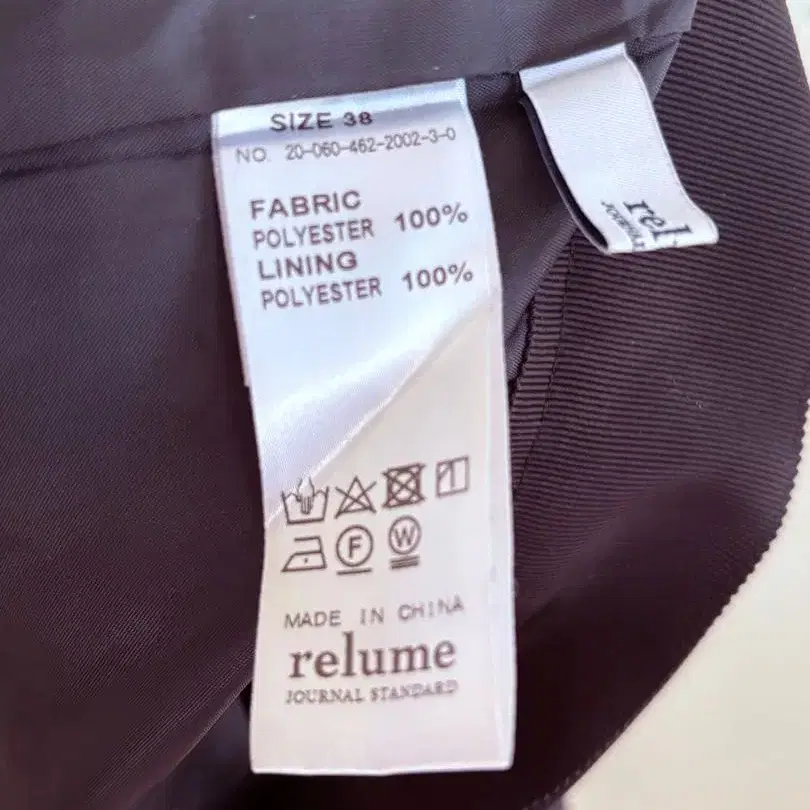 SIZE 38
NO. 20-060-462-2002-3-0
FABRIC
POLYESTER 100%
LINING
POLYESTER 100%
F
W
MADE IN CHINA
relume
JOURNAL STANDARD